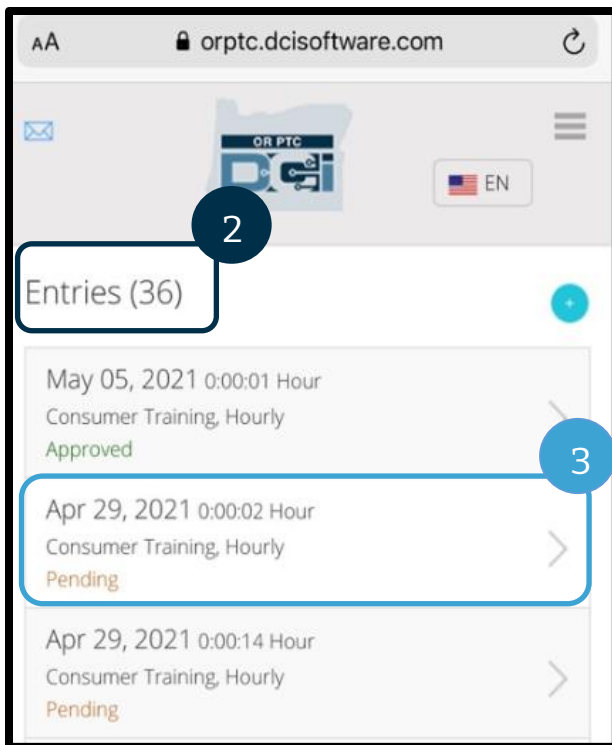 AA orptc.dcisoftware.com
OR PTC
DCi
EN
2
Entries (36)
+
May 05, 2021 0:00:01 Hour
Consumer Training, Hourly
Approved
3
Apr 29, 2021 0:00:02 Hour
Consumer Training, Hourly
Pending
Apr 29, 2021 0:00:14 Hour
Consumer Training, Hourly
Pending